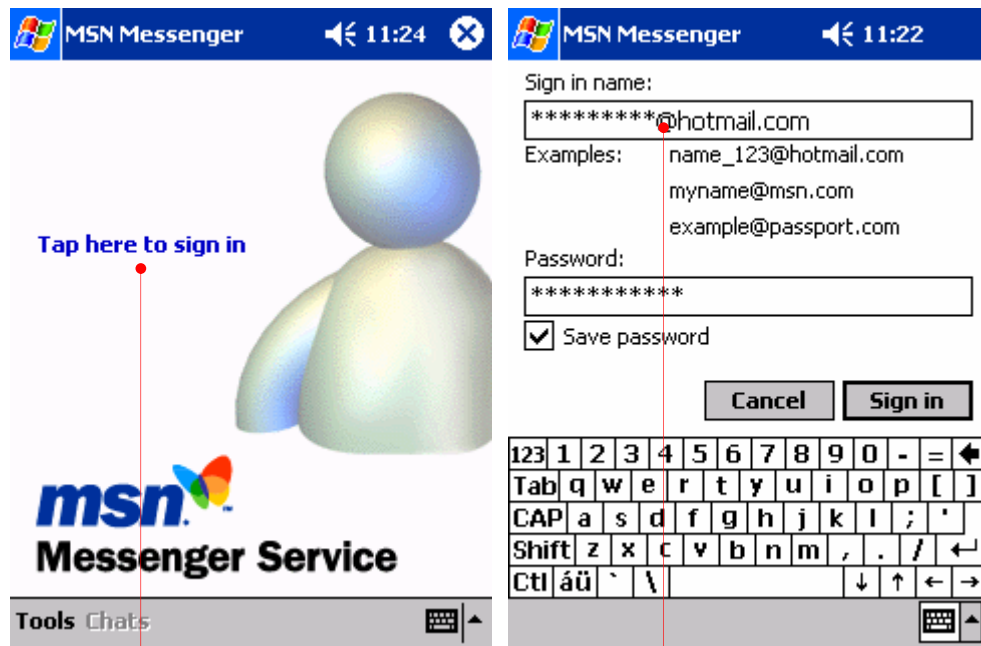 MSN Messenger 11:24
Tap here to sign in
msn
Messenger Service
Tools Chats
MSN Messenger 11:22
Sign in name:
*********@hotmail.com
Examples: name_123@hotmail.com
myname@msn.com
example@passport.com
Password:
***********
Save password
Cancel Sign in
123 1 2 3 4 5 6 7 8 9 0 - =
Tab q w e r t y u i o p [ ]
CAP a s d f g h j k l ; '
Shift z x c v b n m , . /
Ctl áü ` \